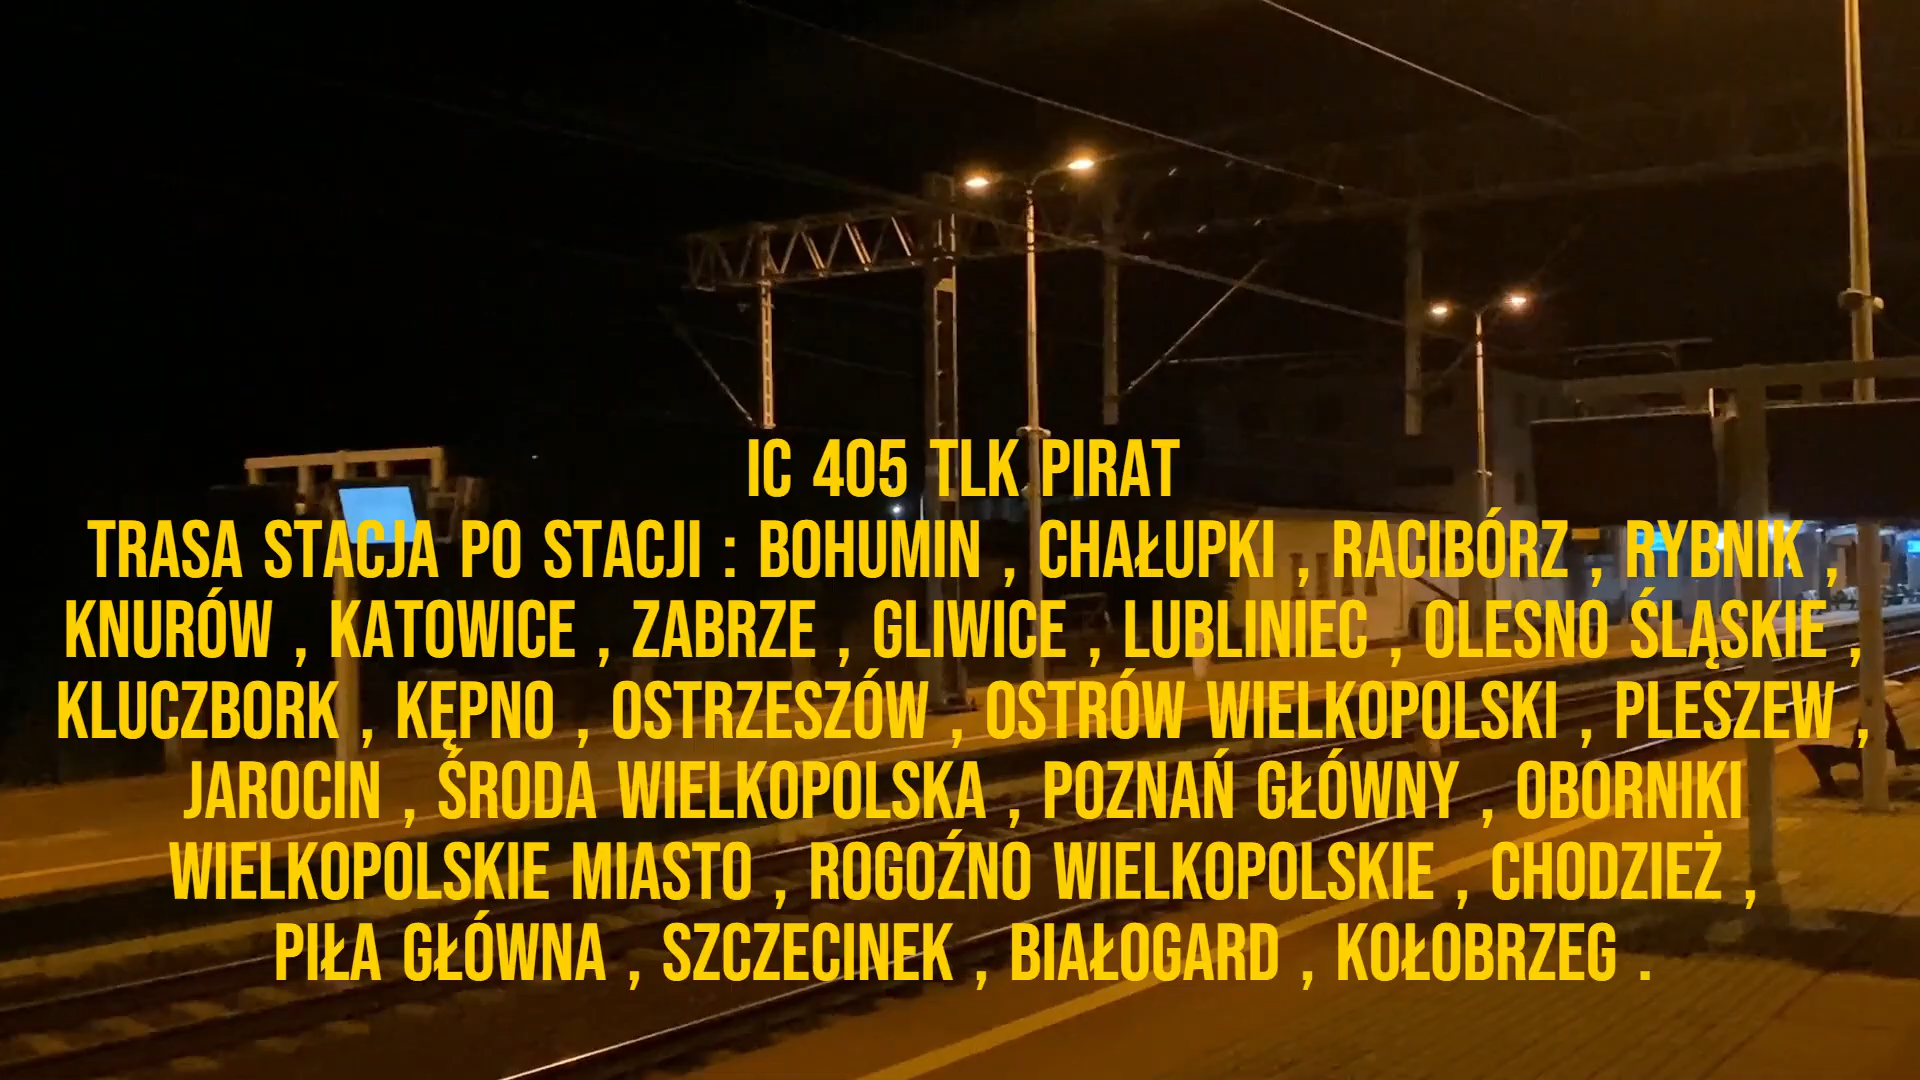 IC 405 TLK PIRAT
TRASA STACJA PO STACJI : BOHUMIN , CHAŁUPKI , RACIBÓRZ , RYBNIK ,
KNURÓW , KATOWICE , ZABRZE , GLIWICE , LUBLINIEC , OLESNO ŚLĄSKIE ,
KLUCZBORK , KĘPNO , OSTRZESZÓW , OSTRÓW WIELKOPOLSKI , PLESZEW ,
JAROCIN , ŚRODA WIELKOPOLSKA , POZNAŃ GŁÓWNY , OBORNIKI
WIELKOPOLSKIE MIASTO , ROGOŹNO WIELKOPOLSKIE , CHODZIEŻ ,
PIŁA GŁÓWNA , SZCZECINEK , BIAŁOGARD , KOŁOBRZEG .